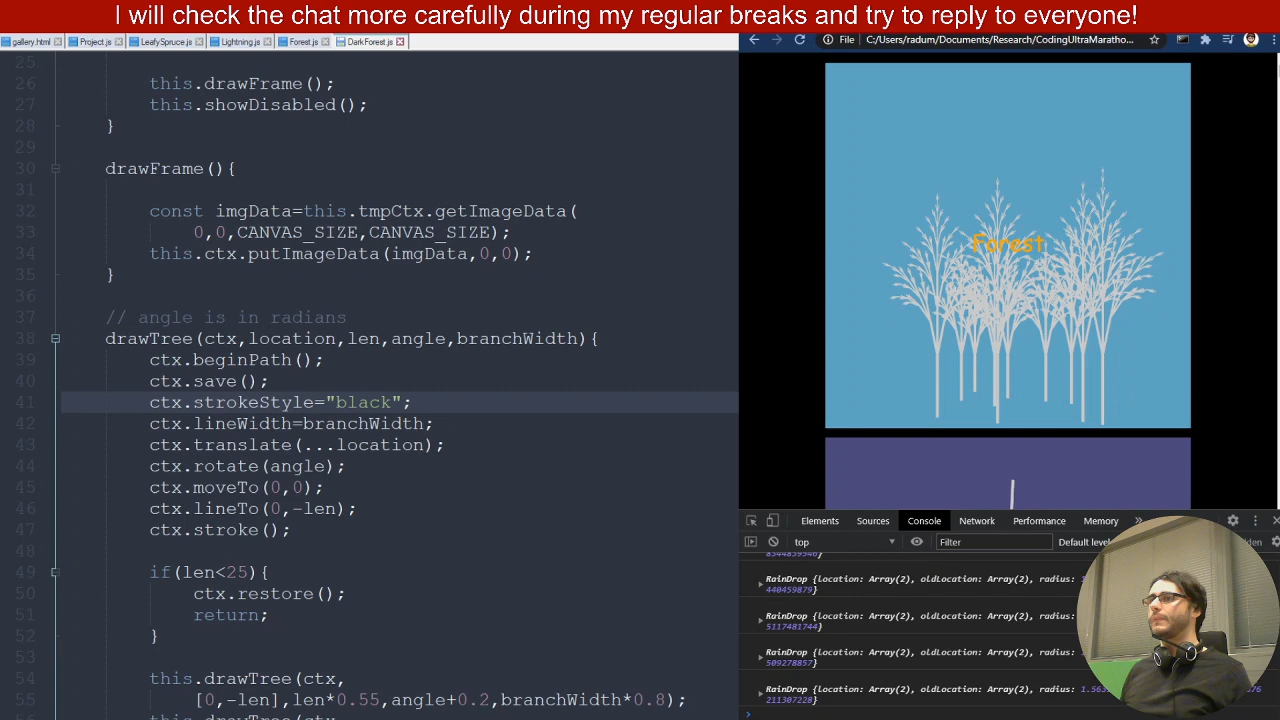 I will check the chat more carefully during my regular breaks and try to reply to everyone!
gallery.html Project.js LeafySpruce.js Lightning.js Forest.js DarkForest.js
File C:/Users/radum/Documents/Research/CodingUltraMaratho...
25
26 this.drawFrame();
27 this.showDisabled();
28 }
29
30 drawFrame(){
31
32 const imgData=this.tmpCtx.getImageData(
33 0,0,CANVAS_SIZE,CANVAS_SIZE);
34 this.ctx.putImageData(imgData,0,0);
35 }
36
37 // angle is in radians
38 drawTree(ctx,location,len,angle,branchWidth){
39 ctx.beginPath();
40 ctx.save();
41 ctx.strokeStyle="black";
42 ctx.lineWidth=branchWidth;
43 ctx.translate(...location);
44 ctx.rotate(angle);
45 ctx.moveTo(0,0);
46 ctx.lineTo(0,-len);
47 ctx.stroke();
48
49 if(len<25){
50 ctx.restore();
51 return;
52 }
53
54 this.drawTree(ctx,
55 [0,-len],len*0.55,angle+0.2,branchWidth*0.8);
Forest
Elements Sources Console Network Performance Memory »
top Filter Default leve
RainDrop {location: Array(2), oldLocation: Array(2), radius:
440459879}
RainDrop {location: Array(2), oldLocation: Array(2), radius:
5117481744}
RainDrop {location: Array(2), oldLocation: Array(2), radius:
509278857}
RainDrop {location: Array(2), oldLocation: Array(2), radius:
211307228}